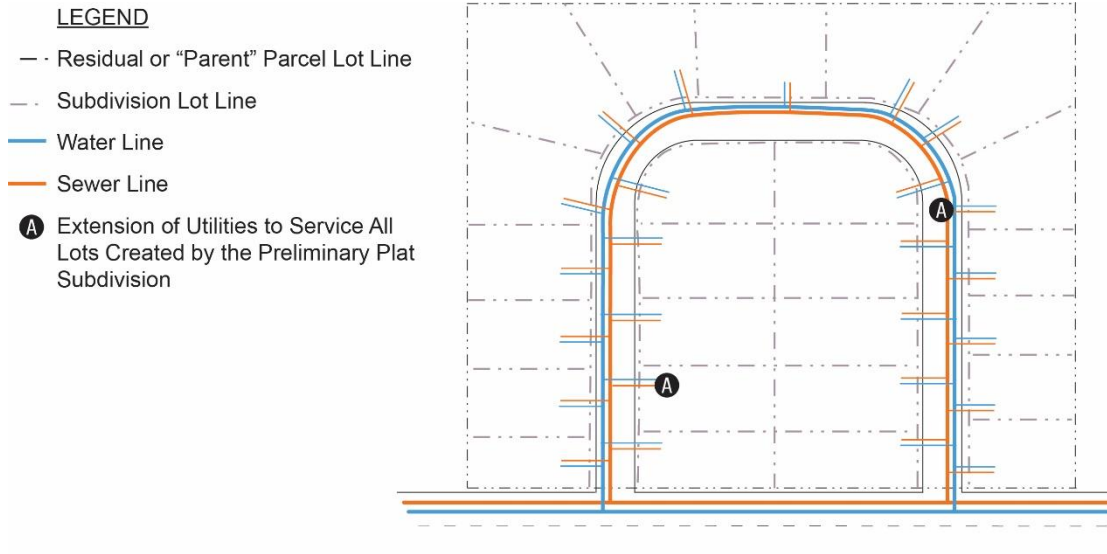 LEGEND
Residual or “Parent” Parcel Lot Line
Subdivision Lot Line
Water Line
Sewer Line
A Extension of Utilities to Service All
Lots Created by the Preliminary Plat
Subdivision
A
A